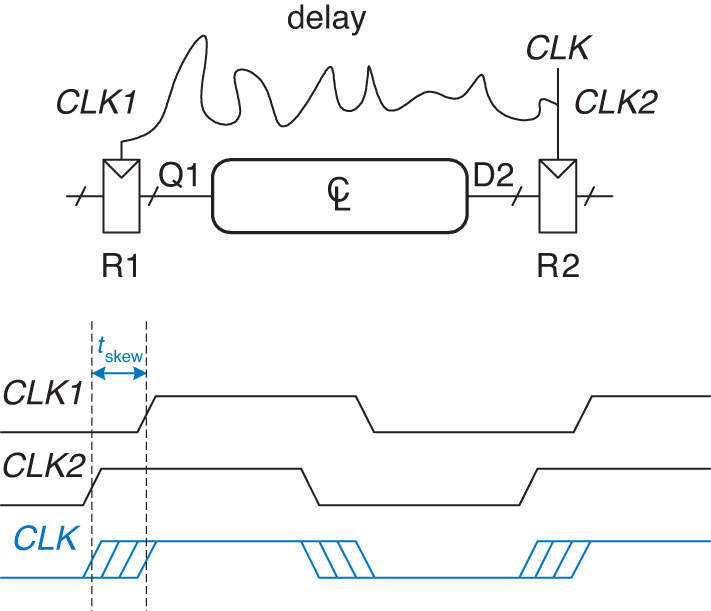 delay
CLK
CLK1
CLK2
Q1
CL
D2
R1
R2
tskew
CLK1
CLK2
CLK